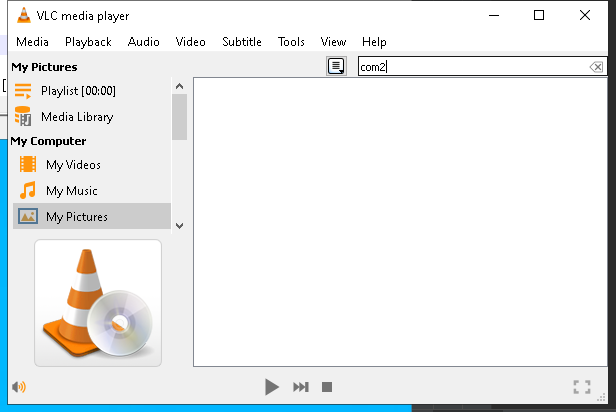 VLC media player
Media Playback Audio Video Subtitle Tools View Help
My Pictures
com2
Playlist [00:00]
Media Library
My Computer
My Videos
My Music
My Pictures